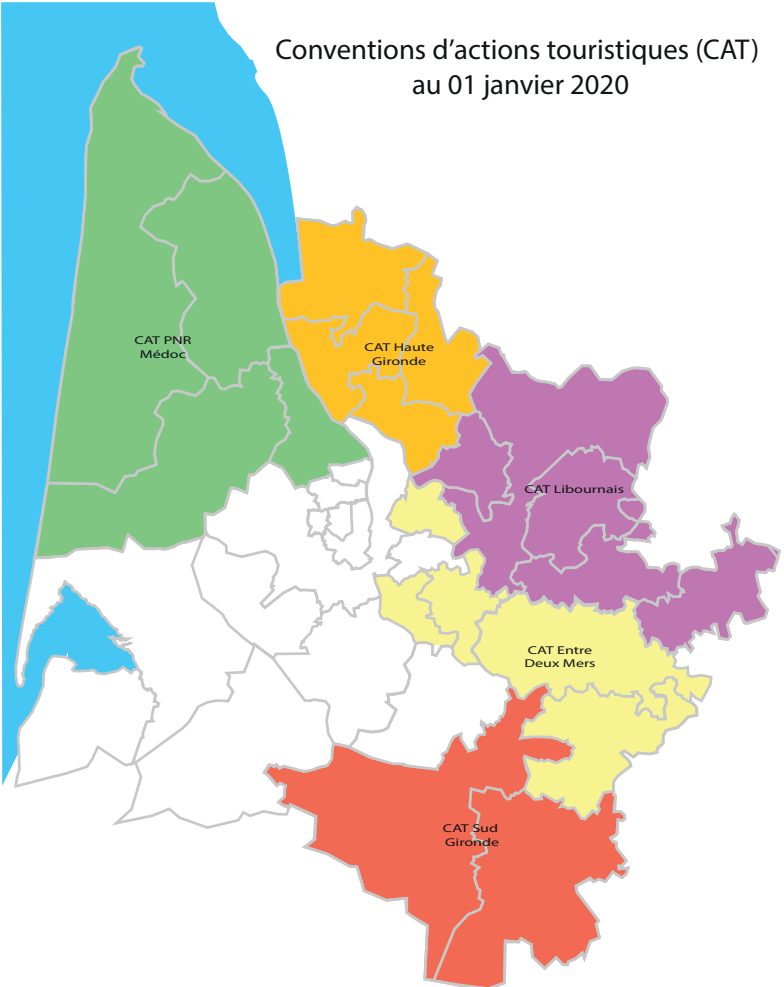 Conventions d'actions touristiques (CAT)
au 01 janvier 2020
CAT PNR
Médoc
CAT Haute
Gironde
CAT Libournais
CAT Entre
Deux Mers
CAT Sud
Gironde